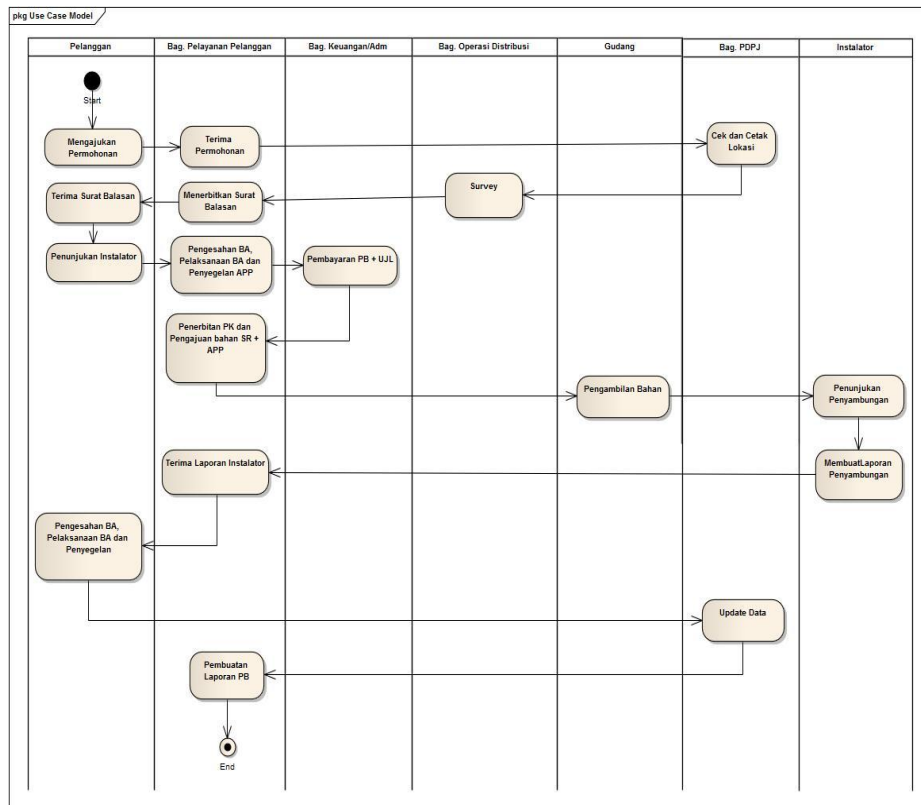 pkg Use Case Model
Pelanggan
Bag. Pelayanan Pelanggan
Bag. Keuangan/Adm
Bag. Operasi Distribusi
Gudang
Bag. PDPJ
Instalator
Start
Mengajukan
Permohonan
Terima
Permohonan
Cek dan Cetak
Lokasi
Terima Surat Balasan
Menerbitkan Surat
Balasan
Survey
Penunjukan Instalator
Pengesahan BA,
Pelaksanaan BA dan
Penyegelan APP
Pembayaran PB + UJL
Penerbitan PK dan
Pengajuan bahan SR +
APP
Pengambilan Bahan
Penunjukan
Penyambungan
Terima Laporan Instalator
MembuatLaporan
Penyambungan
Pengesahan BA,
Pelaksanaan BA dan
Penyegelan
Update Data
Pembuatan
Laporan PB
End